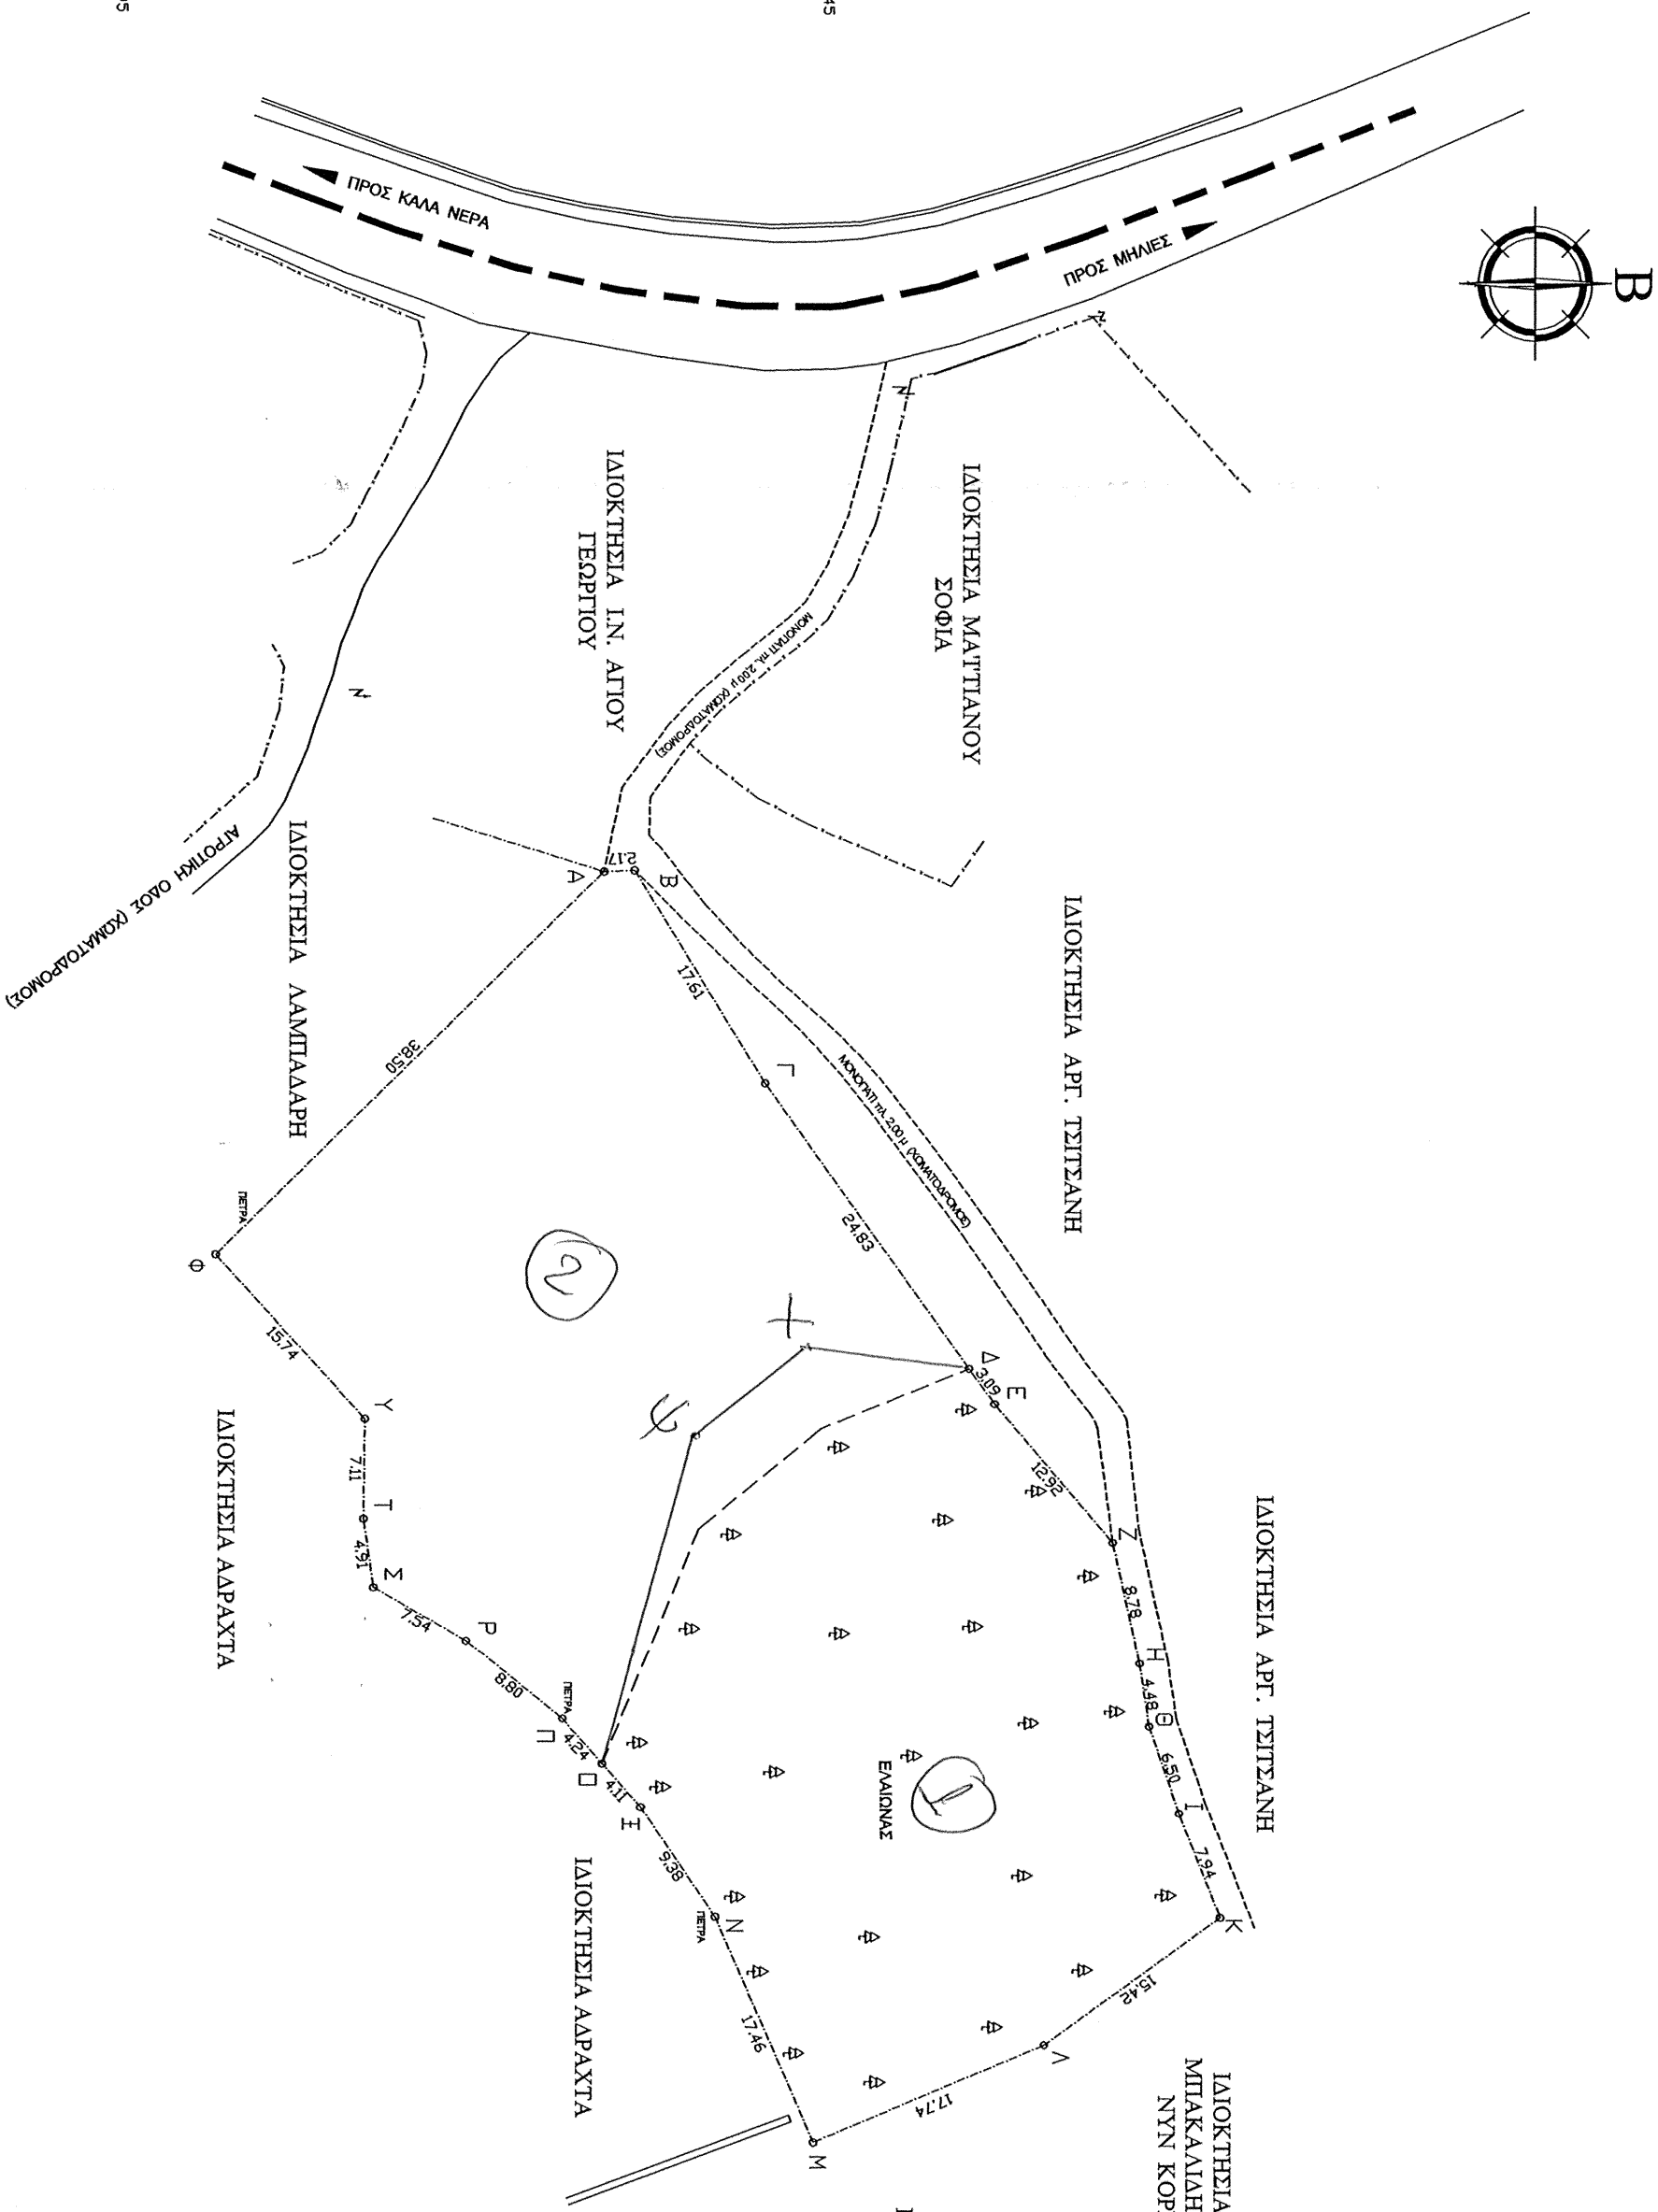 95
45
B
ΠΡΟΣ ΚΑΛΑ ΝΕΡΑ
ΠΡΟΣ ΜΗΛΙΕΣ
ΙΔΙΟΚΤΗΣΙΑ ΜΑΤΤΙΑΝΟΥ
ΣΟΦΙΑ
ΙΔΙΟΚΤΗΣΙΑ Ι.Ν. ΑΓΙΟΥ
ΓΕΩΡΓΙΟΥ
ΜΟΝΟΠΑΤΙ πλ. 2,00 μ (ΧΩΜΑΤΟΔΡΟΜΟΣ)
ΑΓΡΟΤΙΚΗ ΟΔΟΣ (ΧΩΜΑΤΟΔΡΟΜΟΣ)
ΙΔΙΟΚΤΗΣΙΑ ΛΑΜΠΑΔΑΡΗ
ΙΔΙΟΚΤΗΣΙΑ ΑΡΓ. ΤΣΙΤΣΑΝΗ
ΜΟΝΟΠΑΤΙ πλ. 2,00 μ (ΧΩΜΑΤΟΔΡΟΜΟΣ)
Α
2.17
Β
17.61
Γ
24.83
Δ
3.09
Ε
12.92
Ζ
8.78
Η
4.48
Θ
6.50
Ι
7.94
Κ
15.42
Λ
17.74
Μ
17.46
Ν
ΠΕΤΡΑ
9.38
Ξ
4.11
Ο
4.24
Π
ΠΕΤΡΑ
8.80
Ρ
7.54
Σ
4.91
Τ
7.11
Υ
15.74
Φ
ΠΕΤΡΑ
38.50
Χ
Ψ
2
1
ΕΛΑΙΩΝΑΣ
ΙΔΙΟΚΤΗΣΙΑ ΑΡΓ. ΤΣΙΤΣΑΝΗ
ΙΔΙΟΚΤΗΣΙΑ ΑΔΡΑΧΤΑ
ΙΔΙΟΚΤΗΣΙΑ ΑΔΡΑΧΤΑ
ΙΔΙΟΚΤΗΣΙΑ
ΜΠΑΚΑΛΙΔΗ
ΝΥΝ ΚΟΡ